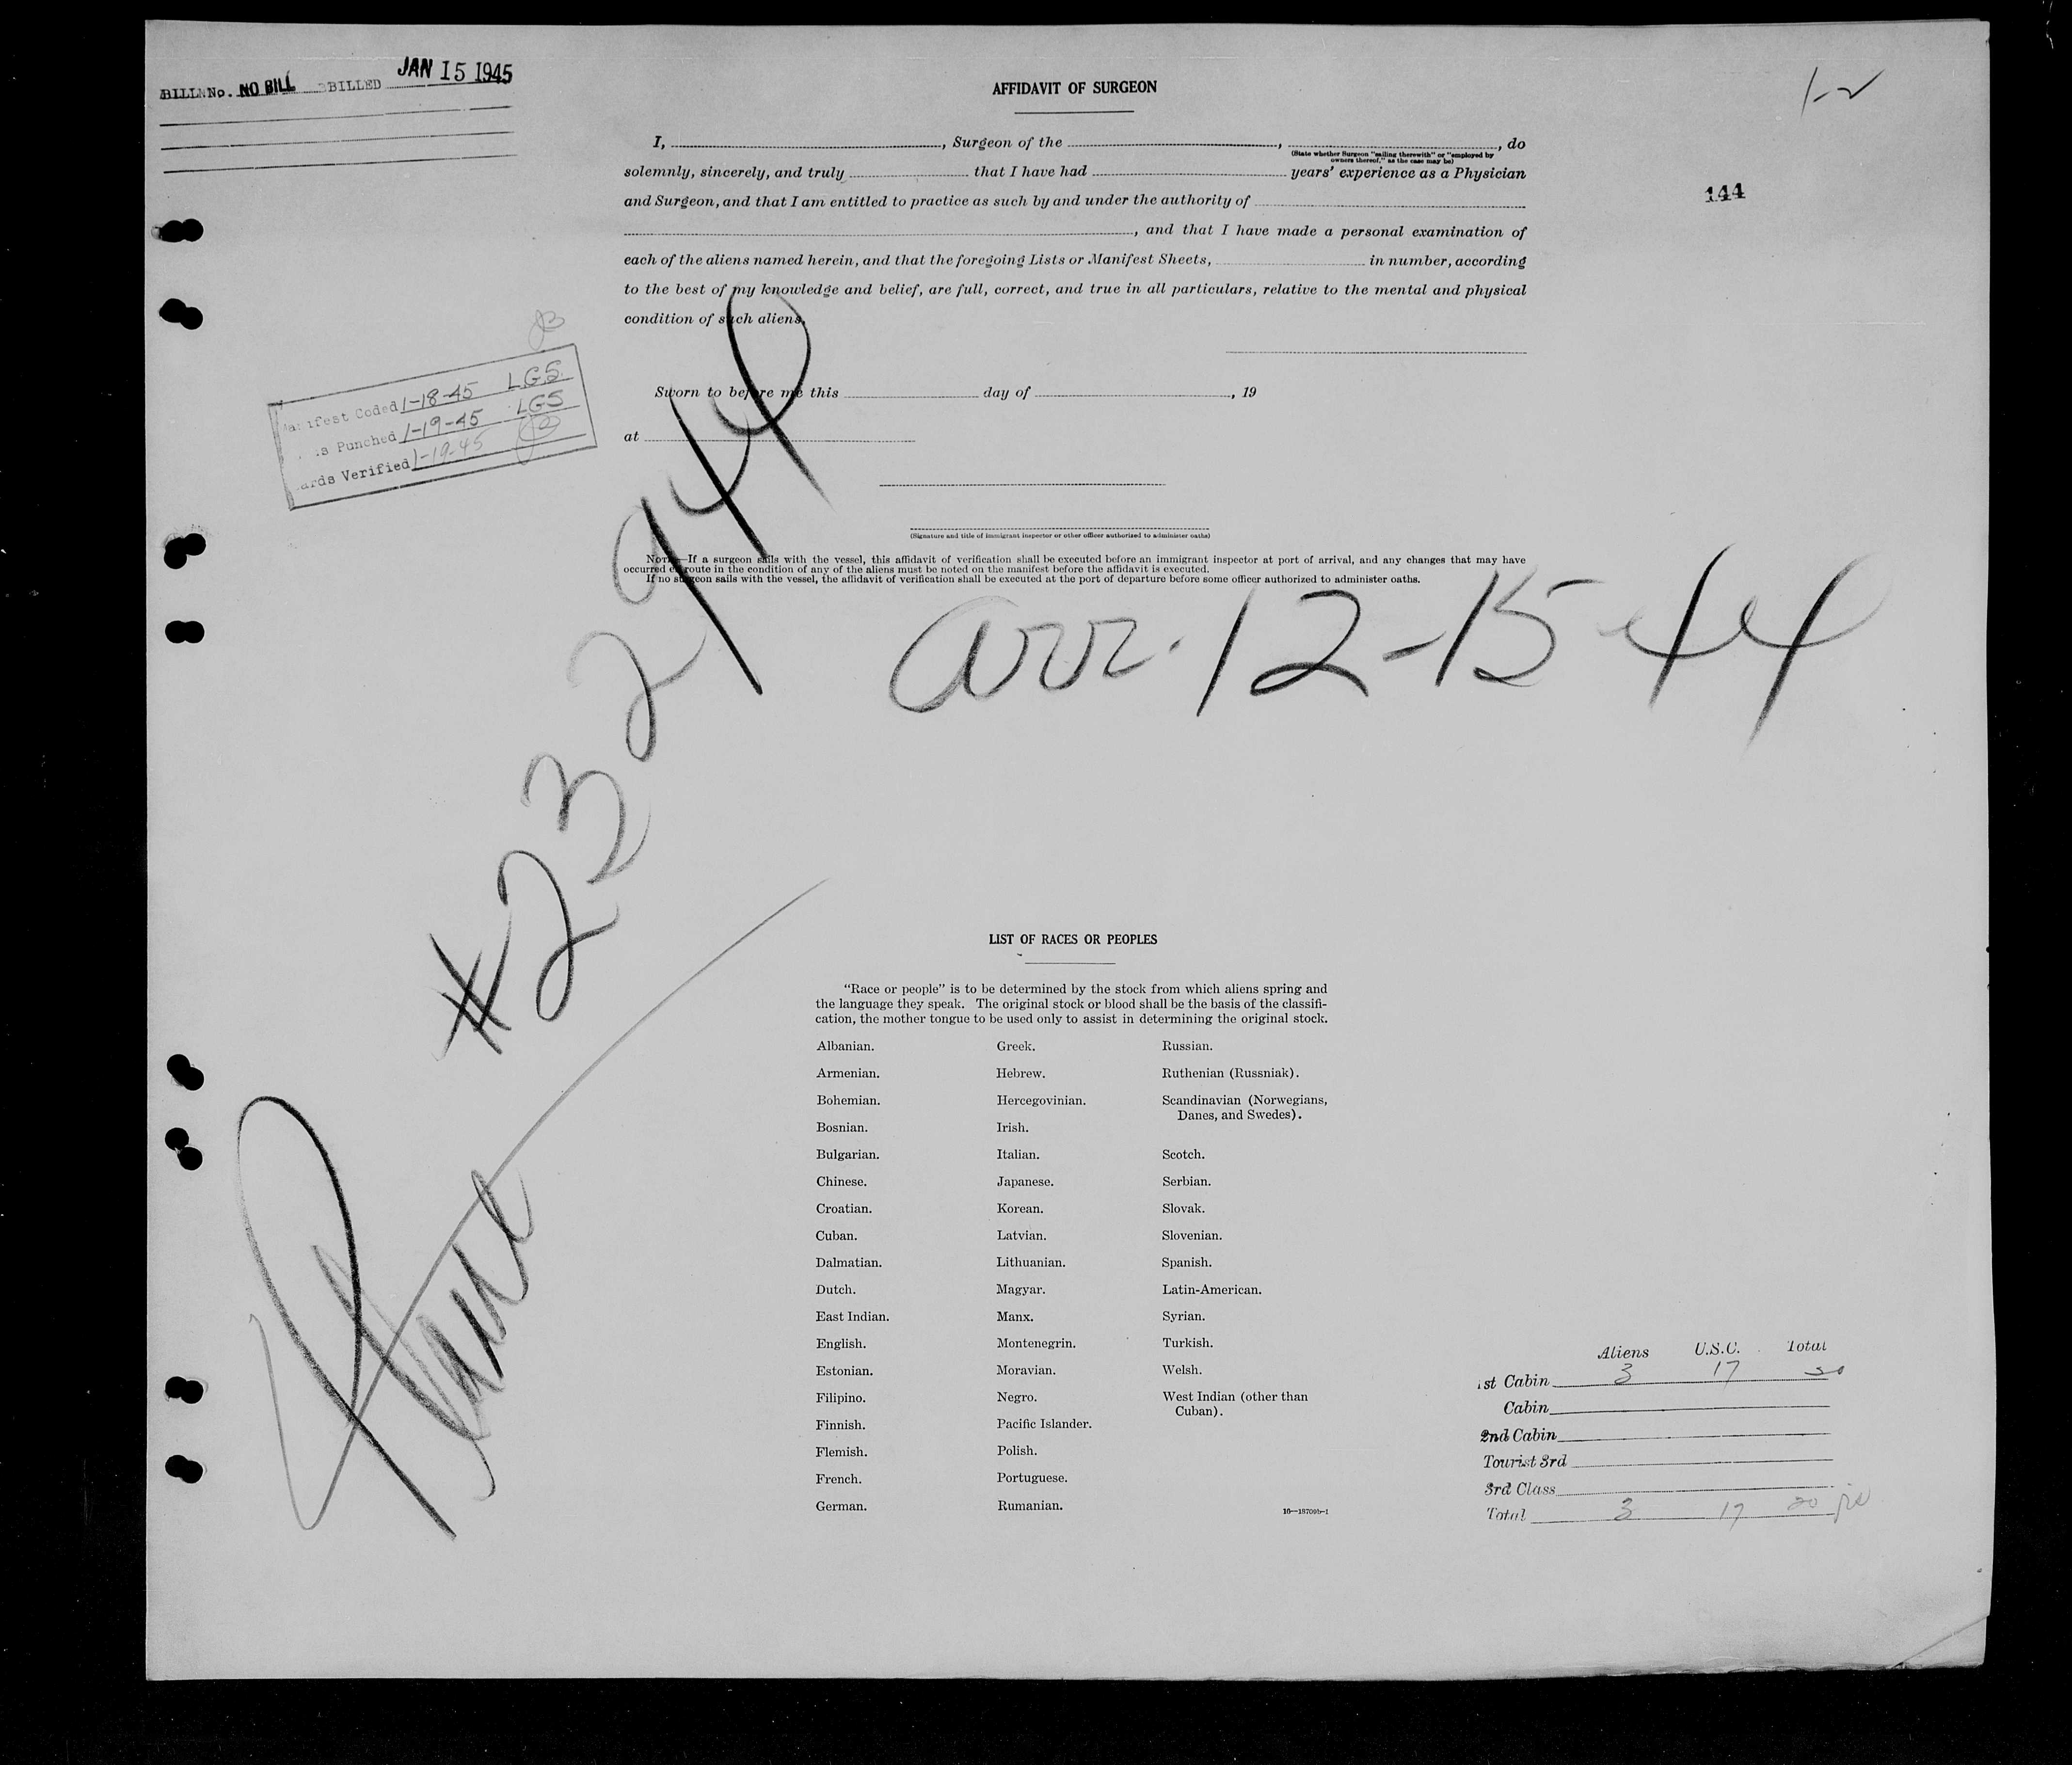 BILL No. NO BILL BILLED JAN 15 1945
1-2
144
AFFIDAVIT OF SURGEON
I, , Surgeon of the , , do
(State whether Surgeon "sailing therewith" or "employed by
owners thereof," as the case may be)
solemnly, sincerely, and truly that I have had years' experience as a Physician
and Surgeon, and that I am entitled to practice as such by and under the authority of
, and that I have made a personal examination of
each of the aliens named herein, and that the foregoing Lists or Manifest Sheets, in number, according
to the best of my knowledge and belief, are full, correct, and true in all particulars, relative to the mental and physical
condition of such aliens.
Manifest Coded 1-18-45 LGS
Punched 1-19-45 LGS
Cards Verified 1-19-45
Sworn to before me this day of , 19
at
(Signature and title of immigrant inspector or other officer authorized to administer oaths)
NOTE.—If a surgeon sails with the vessel, this affidavit of verification shall be executed before an immigrant inspector at port of arrival, and any changes that may have
occurred en route in the condition of any of the aliens must be noted on the manifest before the affidavit is executed.
If no surgeon sails with the vessel, the affidavit of verification shall be executed at the port of departure before some officer authorized to administer oaths.
arr. 12-15-44
#232944
Plane
LIST OF RACES OR PEOPLES
"Race or people" is to be determined by the stock from which aliens spring and
the language they speak. The original stock or blood shall be the basis of the classifi-
cation, the mother tongue to be used only to assist in determining the original stock.
Albanian. Greek. Russian.
Armenian. Hebrew. Ruthenian (Russniak).
Bohemian. Hercegovinian. Scandinavian (Norwegians,
Danes, and Swedes).
Bosnian. Irish.
Bulgarian. Italian. Scotch.
Chinese. Japanese. Serbian.
Croatian. Korean. Slovak.
Cuban. Latvian. Slovenian.
Dalmatian. Lithuanian. Spanish.
Dutch. Magyar. Latin-American.
East Indian. Manx. Syrian.
English. Montenegrin. Turkish.
Estonian. Moravian. Welsh.
Filipino. Negro. West Indian (other than
Cuban).
Finnish. Pacific Islander.
Flemish. Polish.
French. Portuguese.
German. Rumanian.
16—18709b-1
Aliens U.S.C. Total
1st Cabin 3 17 20
Cabin
2nd Cabin
Tourist 3rd
3rd Class
Total 3 17 20